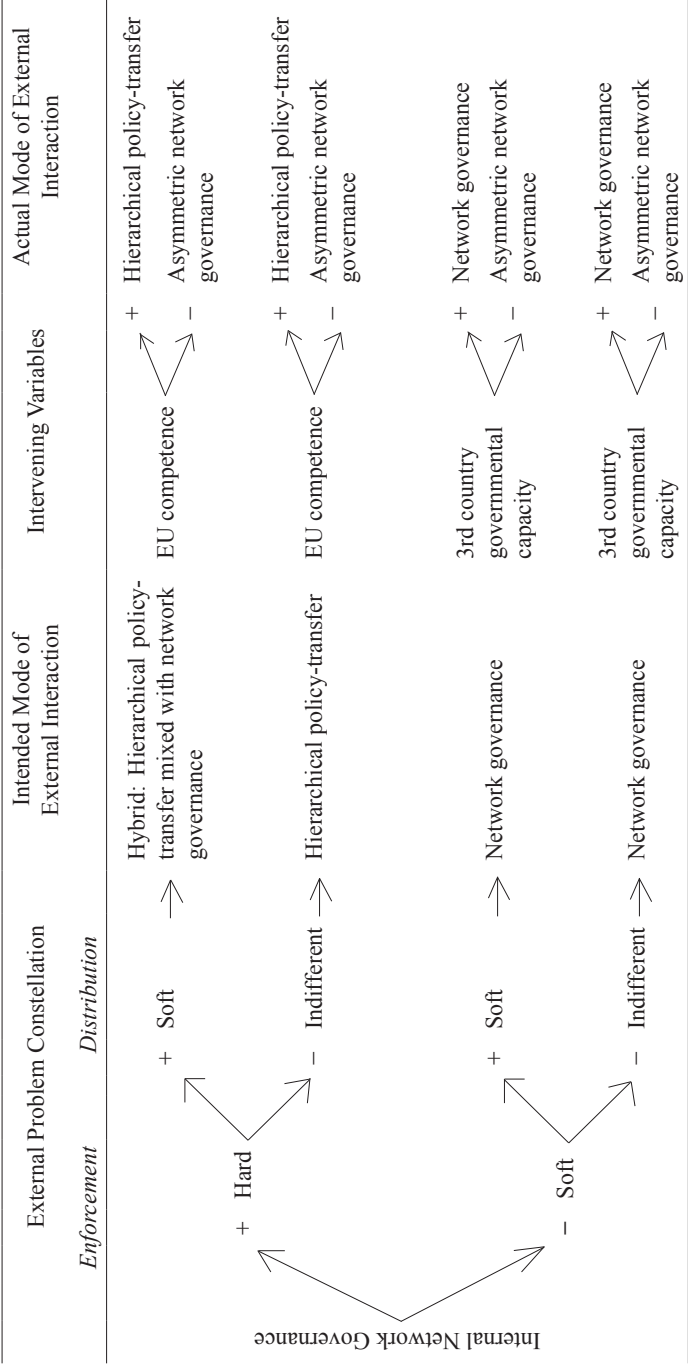 External Problem Constellation
Intended Mode of
External Interaction
Intervening Variables
Actual Mode of External
Interaction
Enforcement
Distribution
Internal Network Governance
+ Hard
+ Soft
Hybrid: Hierarchical policy-
transfer mixed with network
governance
EU competence
+ Hierarchical policy-transfer
– Asymmetric network
governance
– Indifferent
Hierarchical policy-transfer
EU competence
+ Hierarchical policy-transfer
– Asymmetric network
governance
– Soft
+ Soft
Network governance
3rd country
governmental
capacity
+ Network governance
– Asymmetric network
governance
– Indifferent
Network governance
3rd country
governmental
capacity
+ Network governance
– Asymmetric network
governance